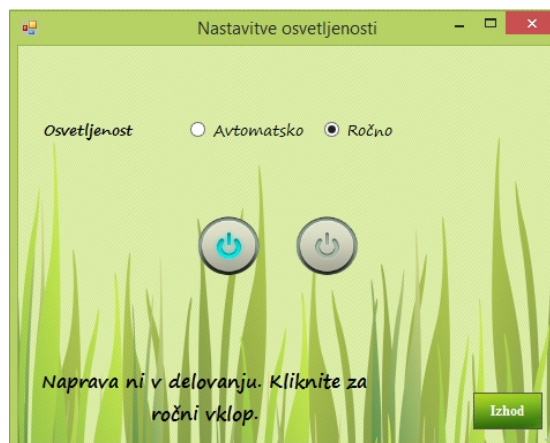 Nastavitve osvetljenosti
Osvetljenost Avtomatsko Ročno
Naprava ni v delovanju. Kliknite za
ročni vklop.
Izhod